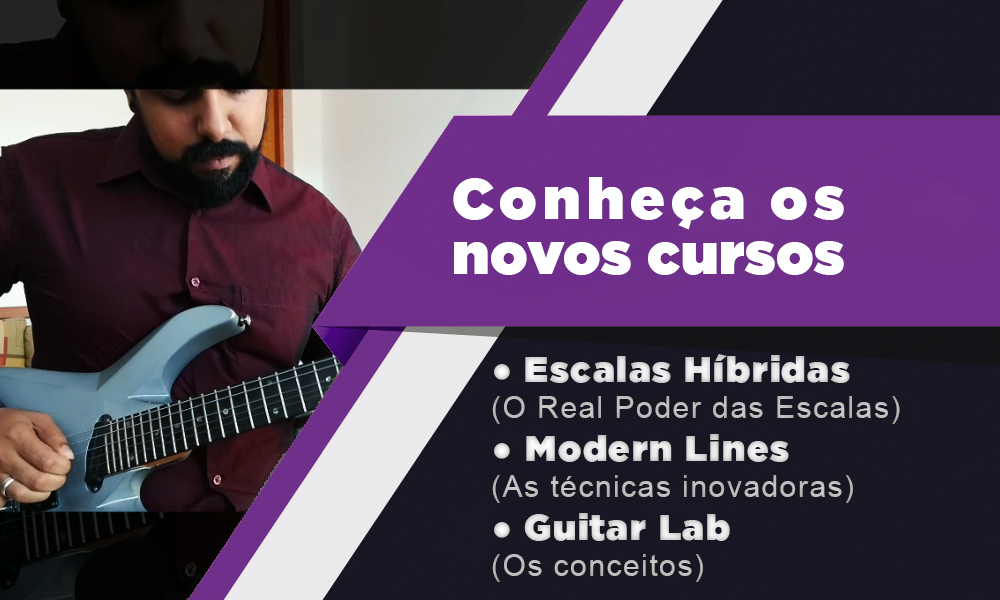 Conheça os
novos cursos
• Escalas Híbridas
(O Real Poder das Escalas)
• Modern Lines
(As técnicas inovadoras)
• Guitar Lab
(Os conceitos)